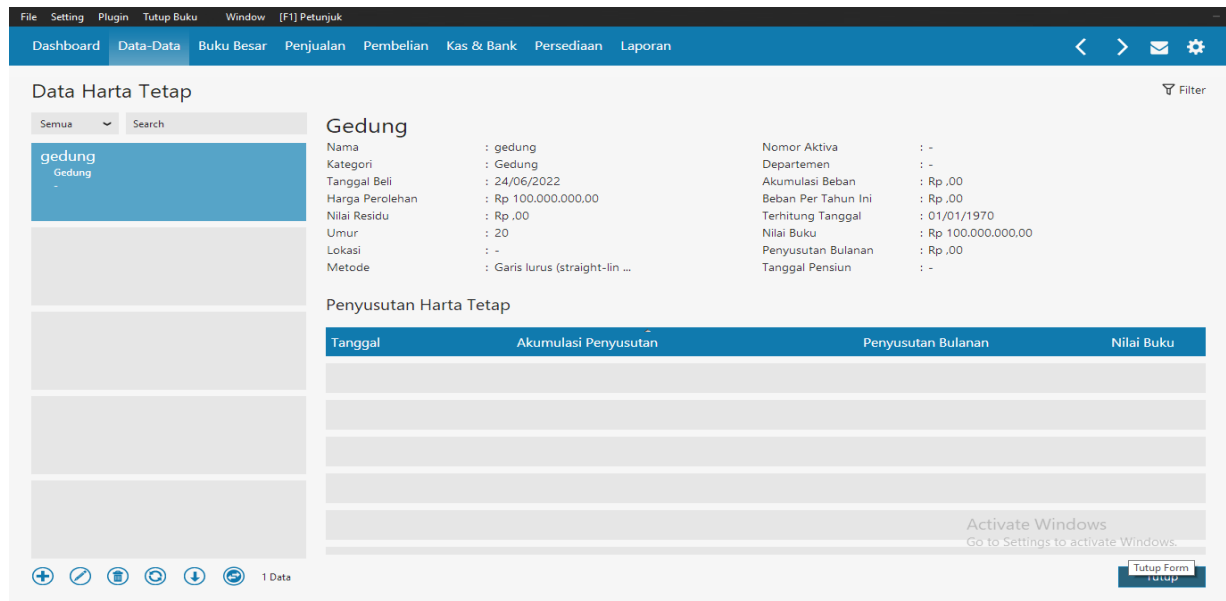 File Setting Plugin Tutup Buku Window [F1] Petunjuk
Dashboard Data-Data Buku Besar Penjualan Pembelian Kas & Bank Persediaan Laporan
Data Harta Tetap
Filter
Semua Search
gedung
Gedung
-
Gedung
Nama : gedung
Kategori : Gedung
Tanggal Beli : 24/06/2022
Harga Perolehan : Rp 100.000.000,00
Nilai Residu : Rp ,00
Umur : 20
Lokasi : -
Metode : Garis lurus (straight-lin ...
Nomor Aktiva : -
Departemen : -
Akumulasi Beban : Rp ,00
Beban Per Tahun Ini : Rp ,00
Terhitung Tanggal : 01/01/1970
Nilai Buku : Rp 100.000.000,00
Penyusutan Bulanan : Rp ,00
Tanggal Pensiun : -
Penyusutan Harta Tetap
Tanggal Akumulasi Penyusutan Penyusutan Bulanan Nilai Buku
Activate Windows
Go to Settings to activate Windows.
1 Data
Tutup Form
Tutup